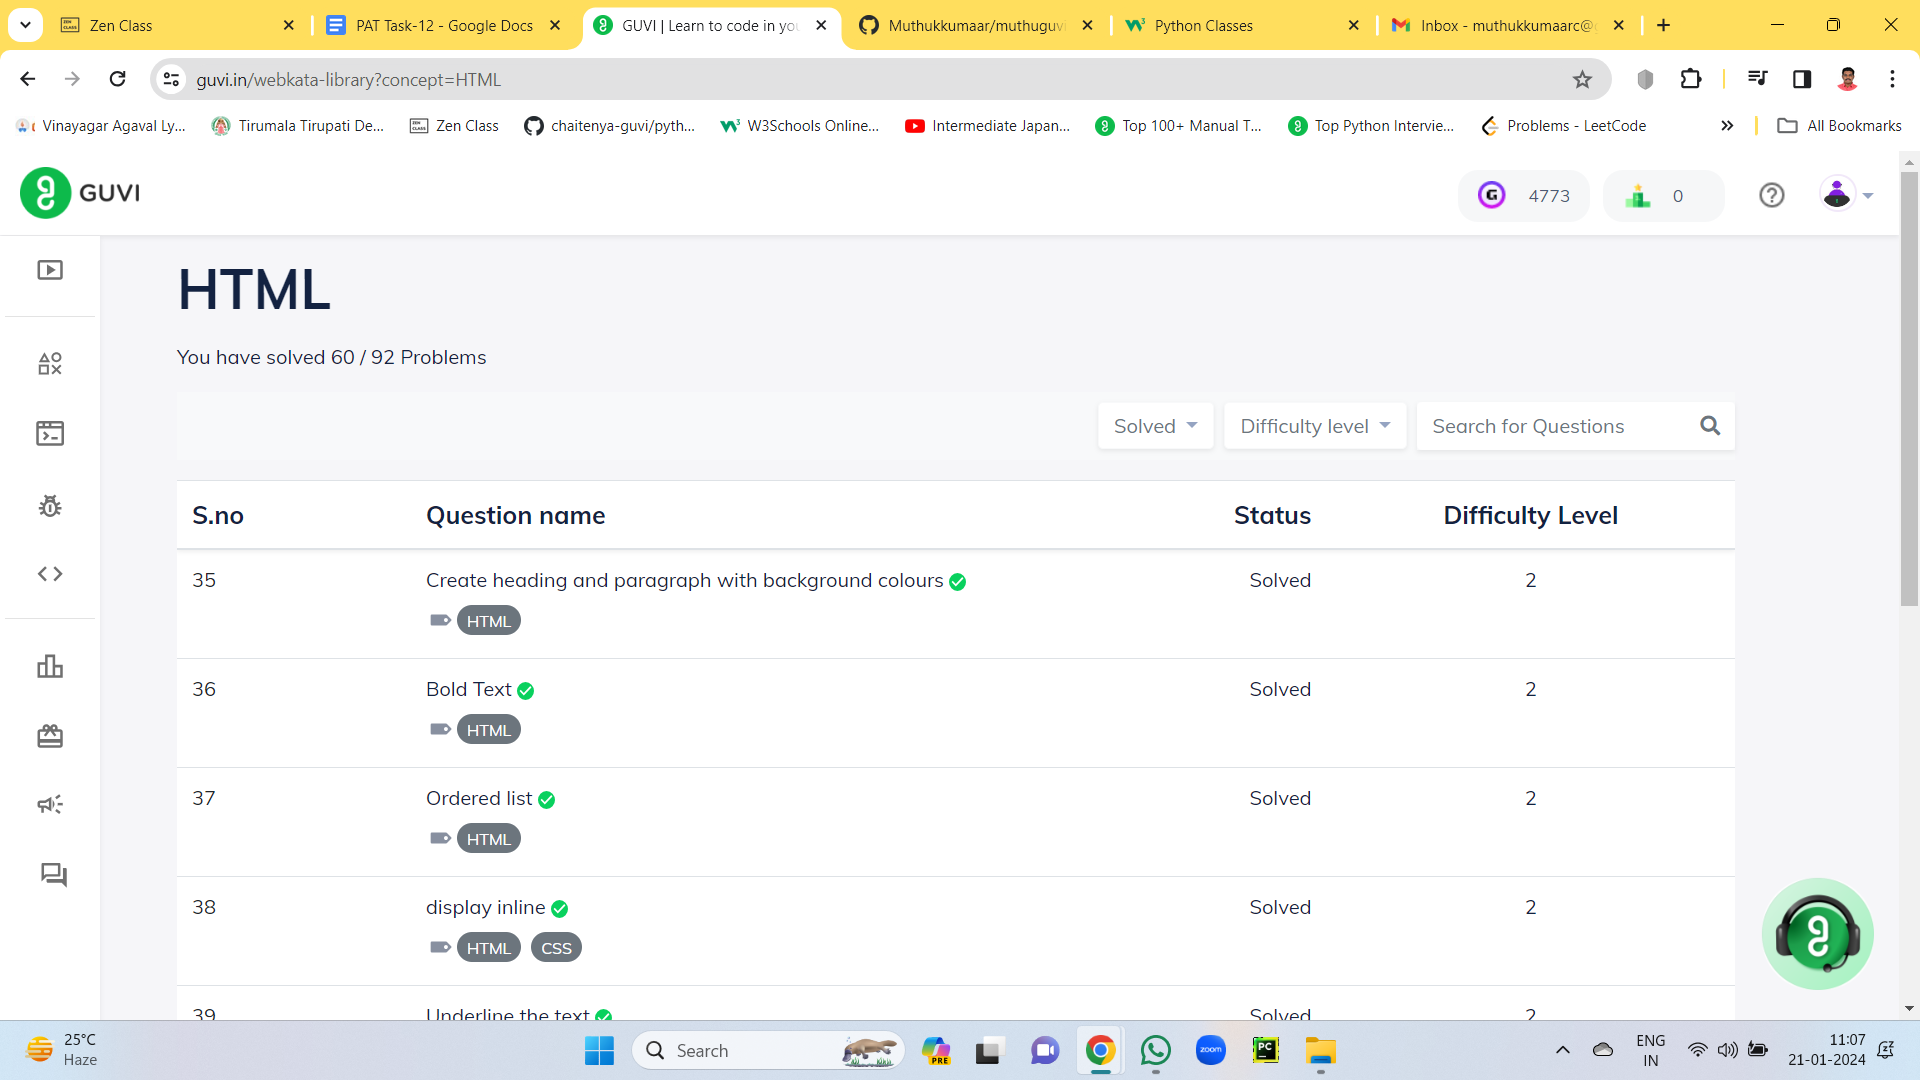 Zen Class
PAT Task-12 - Google Docs
GUVI | Learn to code in you
Muthukkumaar/muthuguvi
Python Classes
Inbox - muthukkumaarc@
guvi.in/webkata-library?concept=HTML
Vinayagar Agaval Ly...
Tirumala Tirupati De...
Zen Class
chaitenya-guvi/pyth...
W3Schools Online...
Intermediate Japan...
Top 100+ Manual T...
Top Python Intervie...
Problems - LeetCode
All Bookmarks
GUVI
4773
0
HTML
You have solved 60 / 92 Problems
Solved
Difficulty level
Search for Questions
S.no Question name Status Difficulty Level
35 Create heading and paragraph with background colours Solved 2
HTML
36 Bold Text Solved 2
HTML
37 Ordered list Solved 2
HTML
38 display inline Solved 2
HTML CSS
39 Underline the text Solved 2
25°C
Haze
Search
PRE
zoom
PC
ENG
IN
11:07
21-01-2024